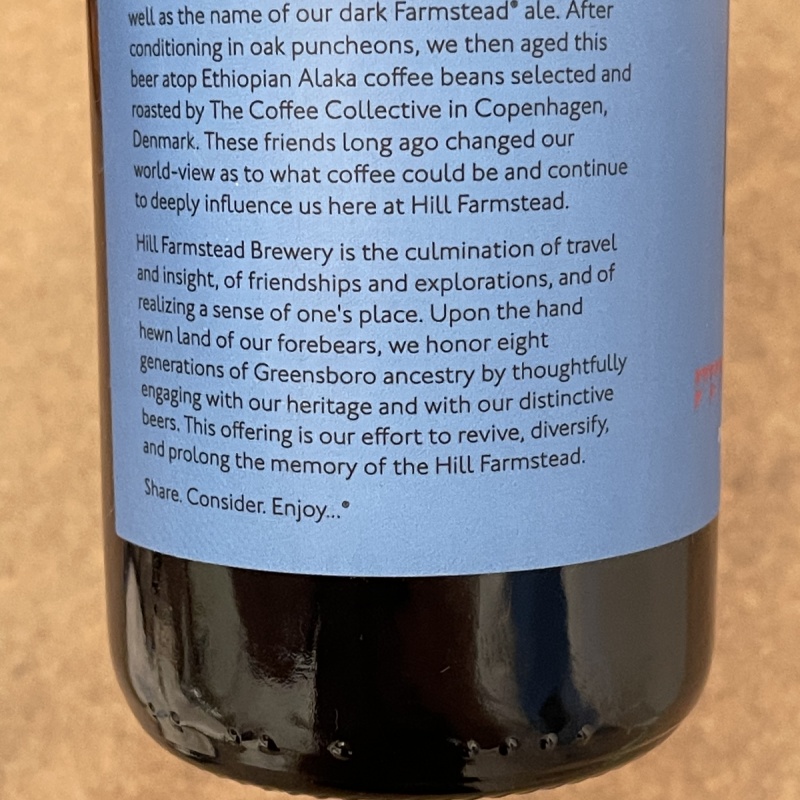 well as the name of our dark Farmstead® ale. After
conditioning in oak puncheons, we then aged this
beer atop Ethiopian Alaka coffee beans selected and
roasted by The Coffee Collective in Copenhagen,
Denmark. These friends long ago changed our
world-view as to what coffee could be and continue
to deeply influence us here at Hill Farmstead.
Hill Farmstead Brewery is the culmination of travel
and insight, of friendships and explorations, and of
realizing a sense of one's place. Upon the hand
hewn land of our forebears, we honor eight
generations of Greensboro ancestry by thoughtfully
engaging with our heritage and with our distinctive
beers. This offering is our effort to revive, diversify,
and prolong the memory of the Hill Farmstead.
Share. Consider. Enjoy...®